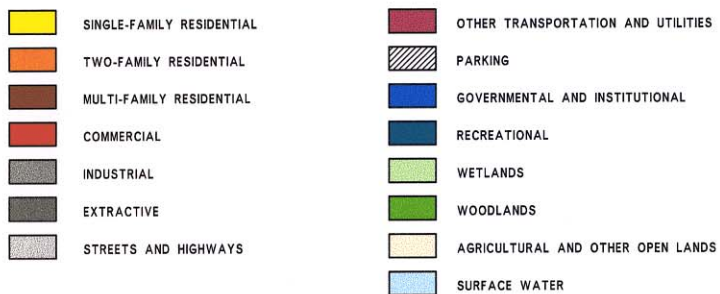 SINGLE-FAMILY RESIDENTIAL
TWO-FAMILY RESIDENTIAL
MULTI-FAMILY RESIDENTIAL
COMMERCIAL
INDUSTRIAL
EXTRACTIVE
STREETS AND HIGHWAYS
OTHER TRANSPORTATION AND UTILITIES
PARKING
GOVERNMENTAL AND INSTITUTIONAL
RECREATIONAL
WETLANDS
WOODLANDS
AGRICULTURAL AND OTHER OPEN LANDS
SURFACE WATER